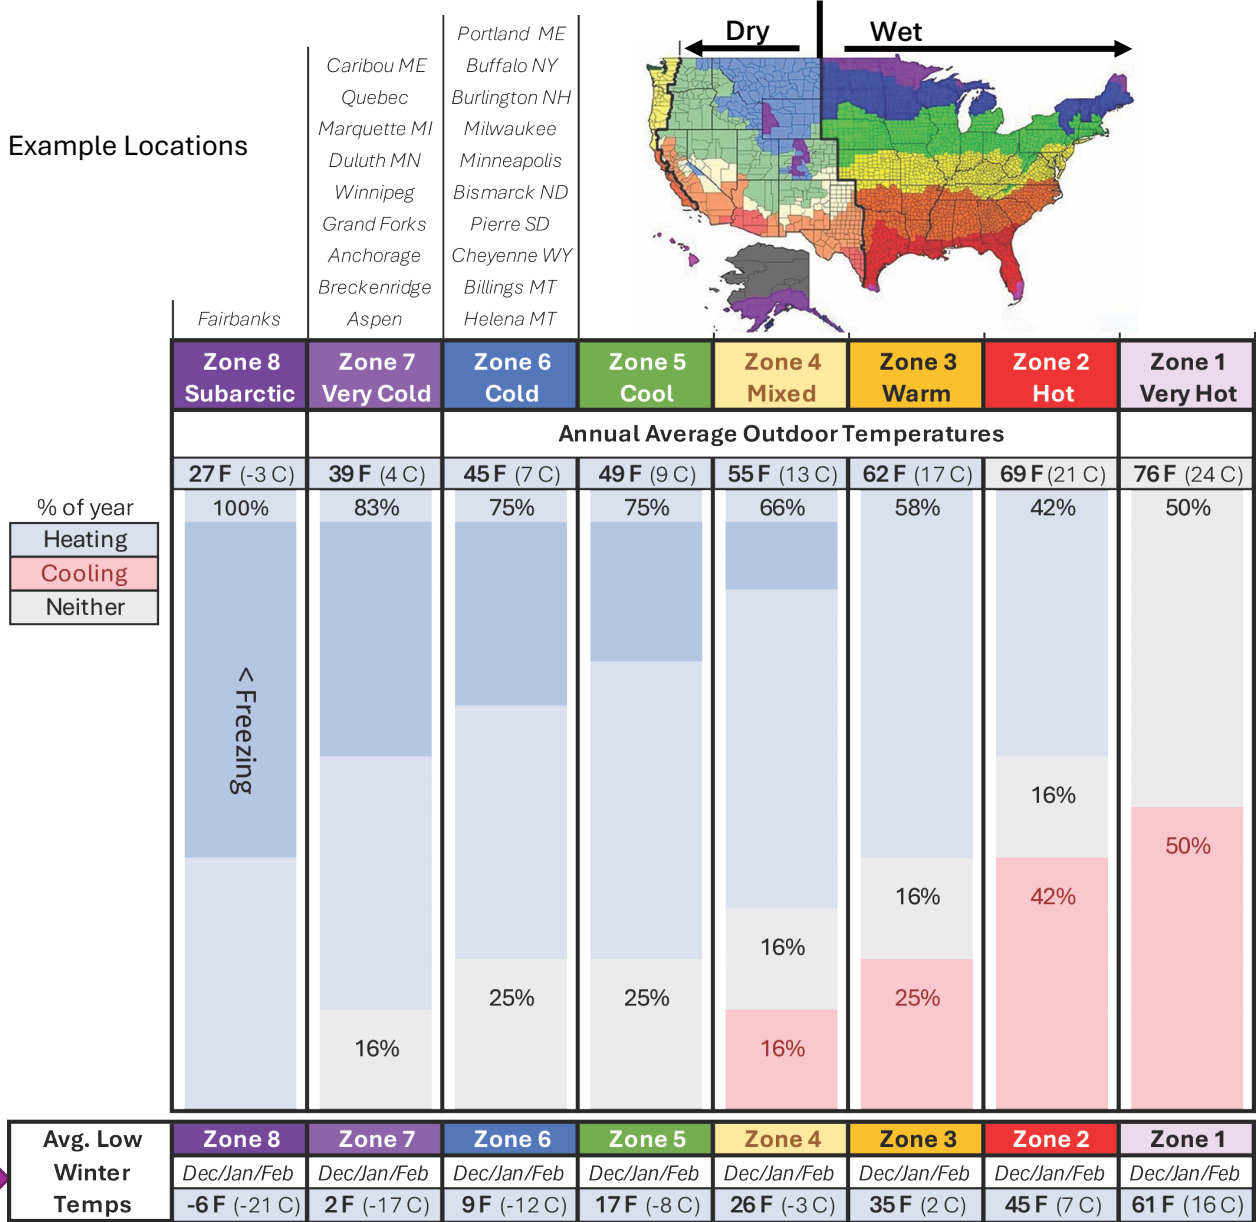 Dry
Wet
Example Locations
Fairbanks
Caribou ME
Quebec
Marquette MI
Duluth MN
Winnipeg
Grand Forks
Anchorage
Breckenridge
Aspen
Portland ME
Buffalo NY
Burlington NH
Milwaukee
Minneapolis
Bismarck ND
Pierre SD
Cheyenne WY
Billings MT
Helena MT
Zone 8 Zone 7 Zone 6 Zone 5 Zone 4 Zone 3 Zone 2 Zone 1
Subarctic Very Cold Cold Cool Mixed Warm Hot Very Hot
Annual Average Outdoor Temperatures
27 F (-3 C) 39 F (4 C) 45 F (7 C) 49 F (9 C) 55 F (13 C) 62 F (17 C) 69 F (21 C) 76 F (24 C)
% of year 100% 83% 75% 75% 66% 58% 42% 50%
Heating
Cooling
Neither
< Freezing
16%
50%
16% 42%
16%
25% 25% 25%
16% 16%
Avg. Low Zone 8 Zone 7 Zone 6 Zone 5 Zone 4 Zone 3 Zone 2 Zone 1
Winter Dec/Jan/Feb Dec/Jan/Feb Dec/Jan/Feb Dec/Jan/Feb Dec/Jan/Feb Dec/Jan/Feb Dec/Jan/Feb Dec/Jan/Feb
Temps -6 F (-21 C) 2 F (-17 C) 9 F (-12 C) 17 F (-8 C) 26 F (-3 C) 35 F (2 C) 45 F (7 C) 61 F (16 C)